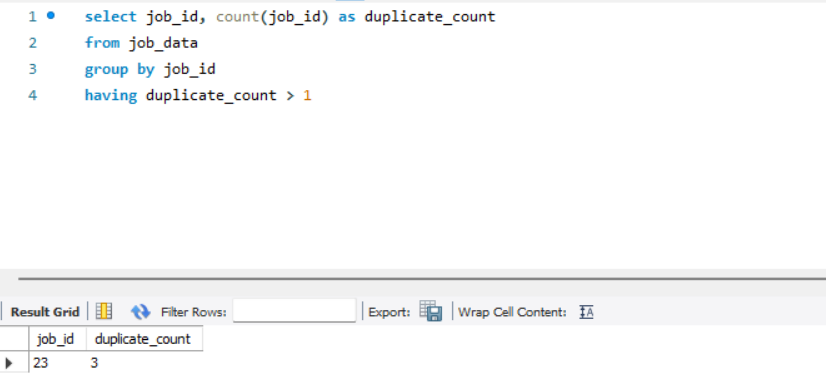 1 select job_id, count(job_id) as duplicate_count
2 from job_data
3 group by job_id
4 having duplicate_count > 1
Result Grid Filter Rows: Export: Wrap Cell Content: IA
job_id duplicate_count
23 3